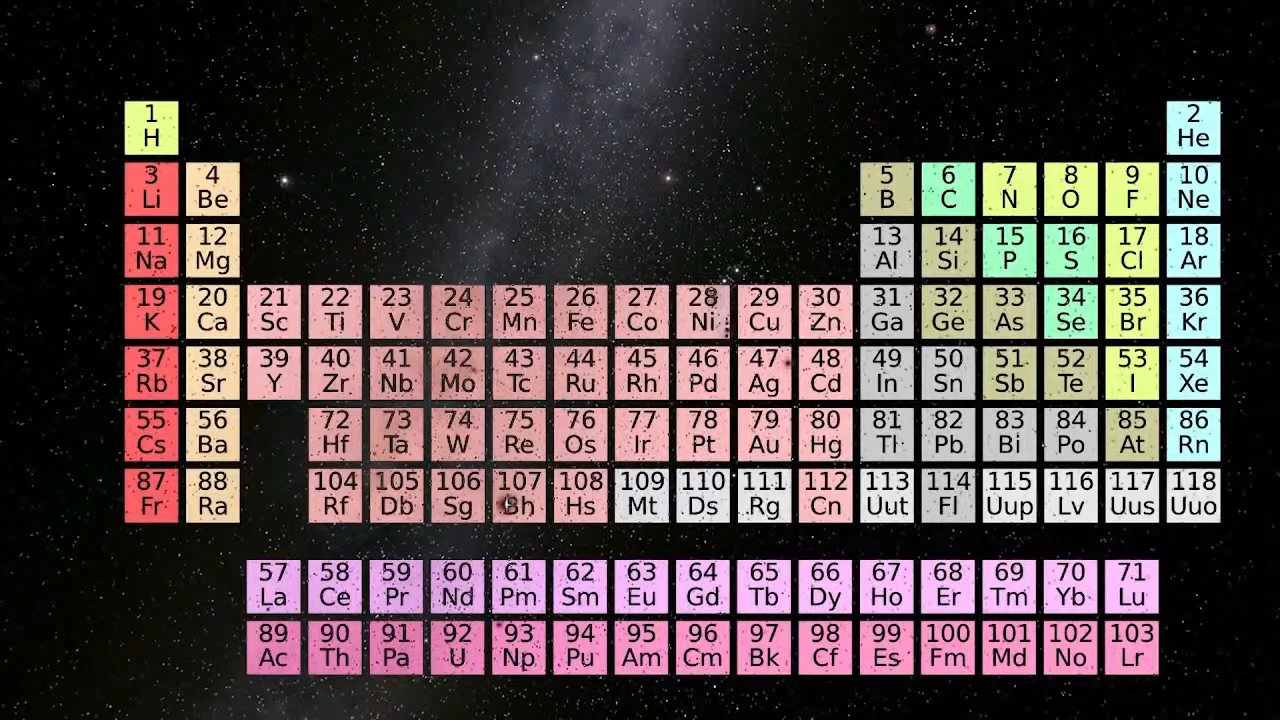 1 2
H He
3 4 5 6 7 8 9 10
Li Be B C N O F Ne
11 12 13 14 15 16 17 18
Na Mg Al Si P S Cl Ar
19 20 21 22 23 24 25 26 27 28 29 30 31 32 33 34 35 36
K Ca Sc Ti V Cr Mn Fe Co Ni Cu Zn Ga Ge As Se Br Kr
37 38 39 40 41 42 43 44 45 46 47 48 49 50 51 52 53 54
Rb Sr Y Zr Nb Mo Tc Ru Rh Pd Ag Cd In Sn Sb Te I Xe
55 56 72 73 74 75 76 77 78 79 80 81 82 83 84 85 86
Cs Ba Hf Ta W Re Os Ir Pt Au Hg Tl Pb Bi Po At Rn
87 88 104 105 106 107 108 109 110 111 112 113 114 115 116 117 118
Fr Ra Rf Db Sg Bh Hs Mt Ds Rg Cn Uut Fl Uup Lv Uus Uuo
57 58 59 60 61 62 63 64 65 66 67 68 69 70 71
La Ce Pr Nd Pm Sm Eu Gd Tb Dy Ho Er Tm Yb Lu
89 90 91 92 93 94 95 96 97 98 99 100 101 102 103
Ac Th Pa U Np Pu Am Cm Bk Cf Es Fm Md No Lr